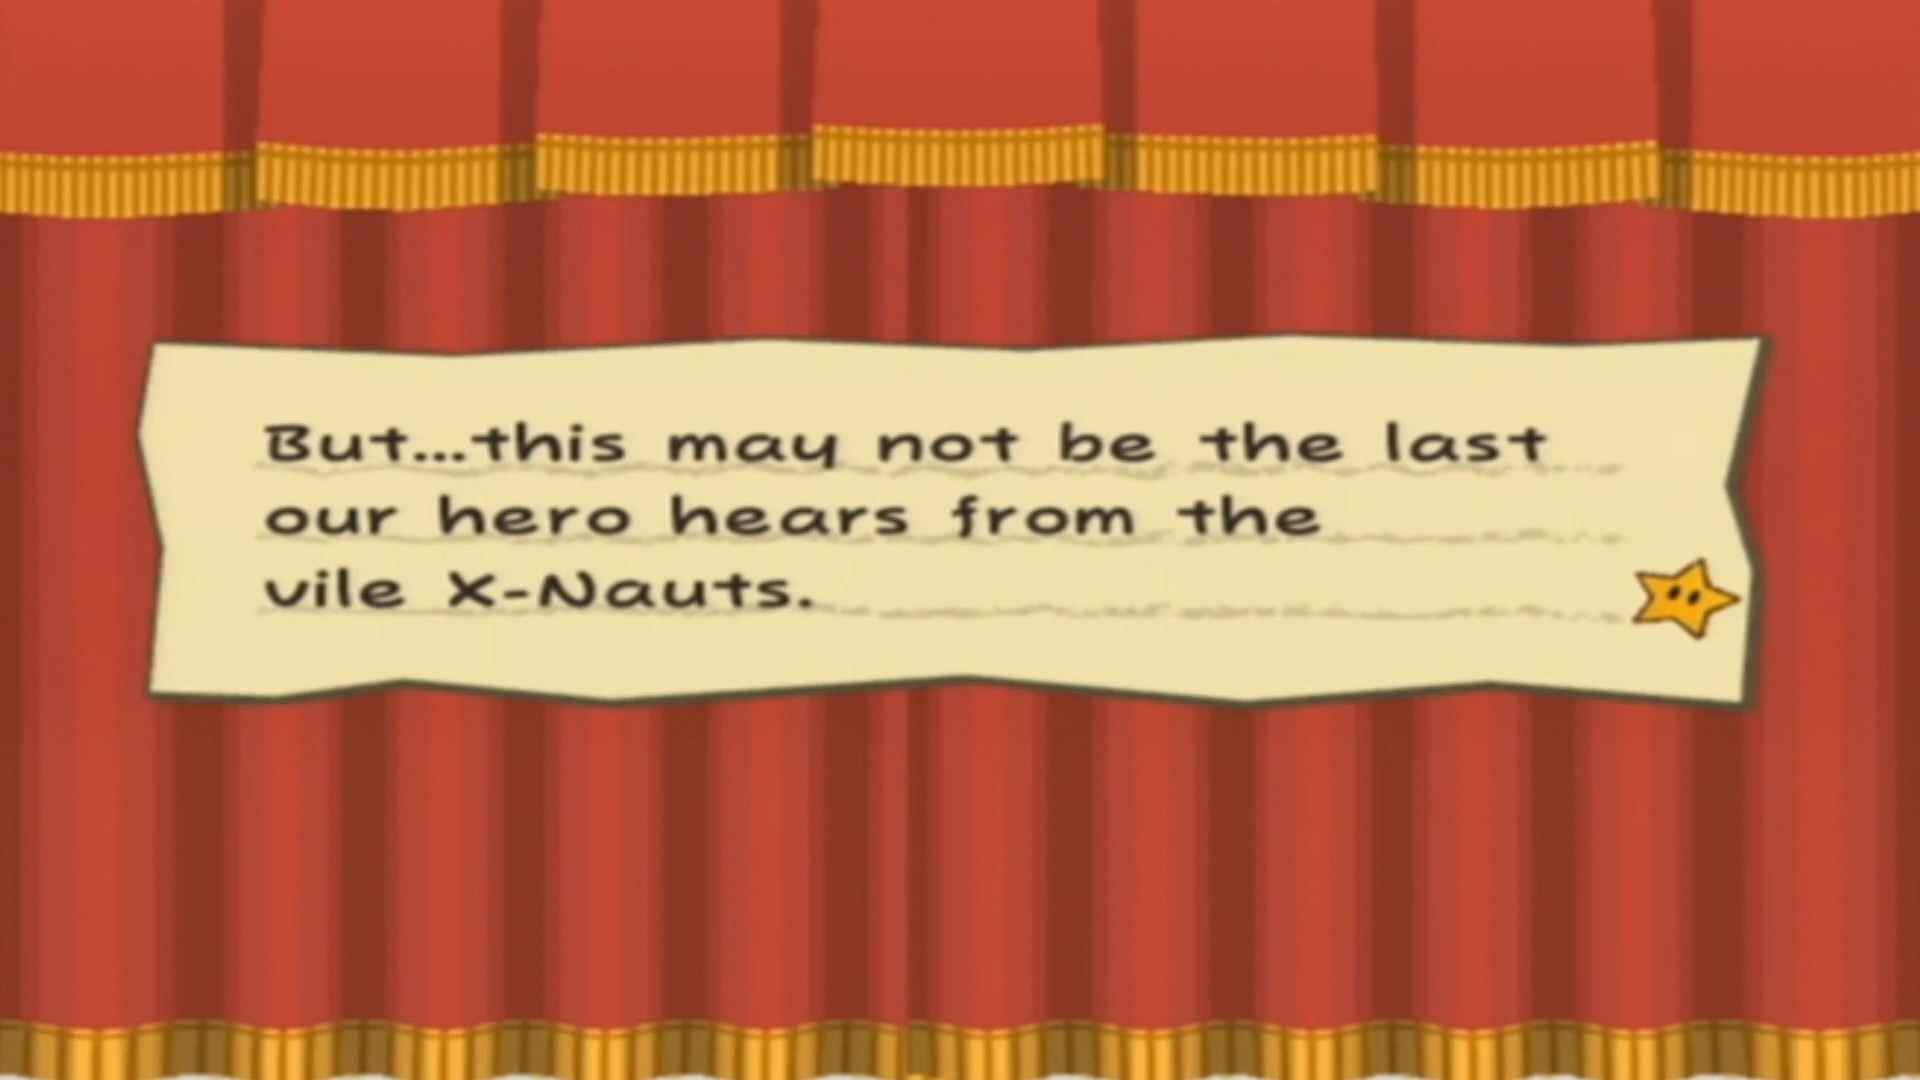 But...this may not be the last
our hero hears from the
vile X-Nauts.